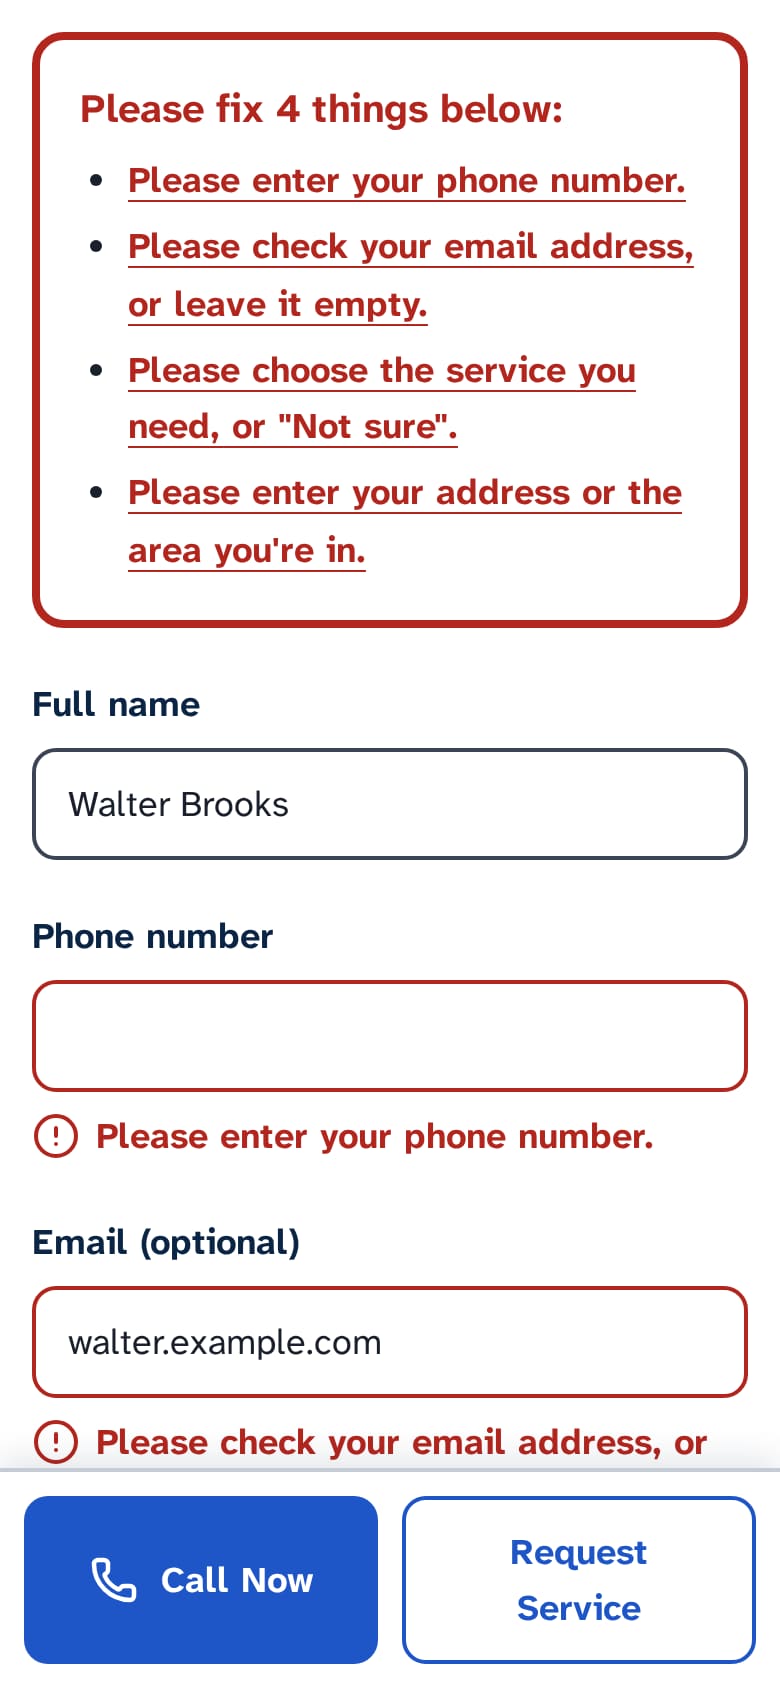 Please fix 4 things below:
Please enter your phone number.
Please check your email address,
or leave it empty.
Please choose the service you
need, or "Not sure".
Please enter your address or the
area you're in.
Full name
Walter Brooks
Phone number
Please enter your phone number.
Email (optional)
walter.example.com
Please check your email address, or
Call Now
Request
Service